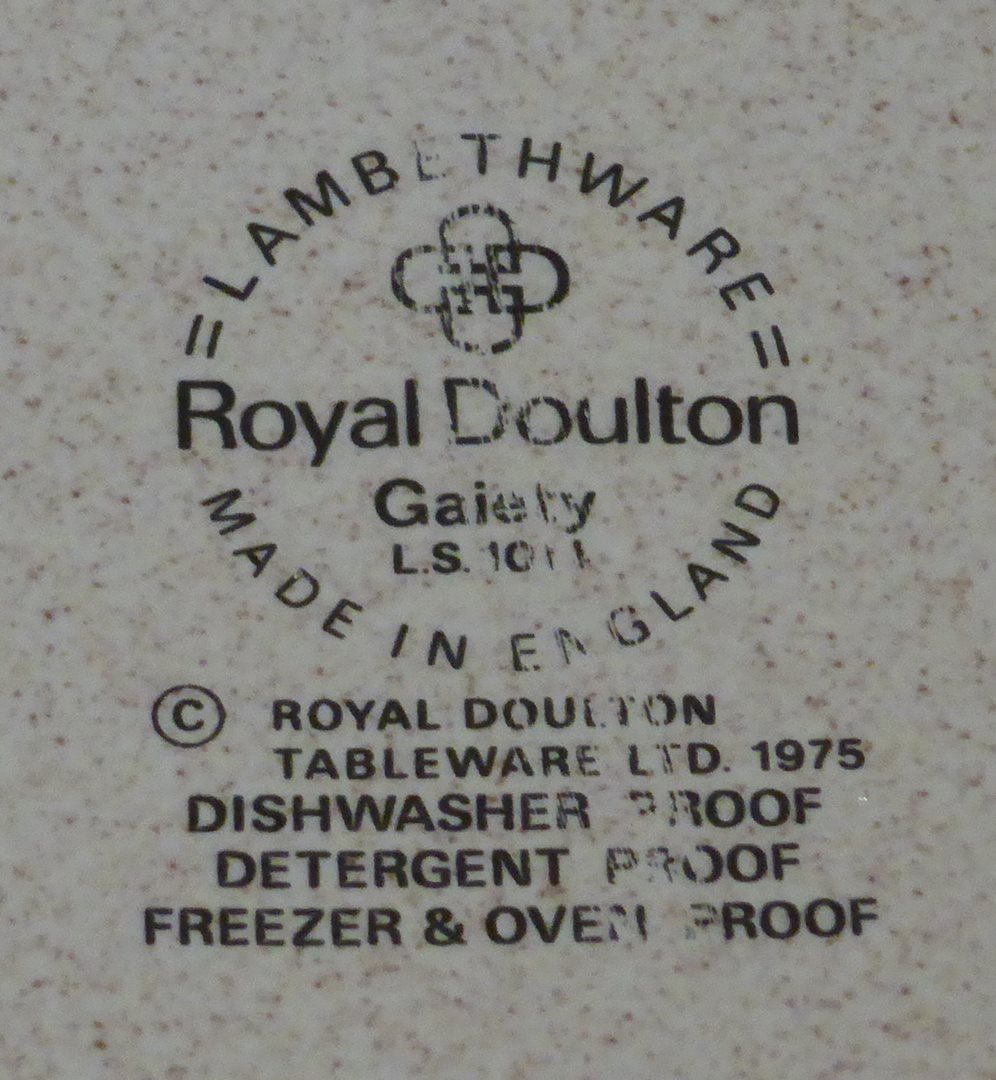 =LAMBETHWARE=
Royal Doulton
Gaiety
L.S. 1011
MADE IN ENGLAND
© ROYAL DOULTON
TABLEWARE LTD. 1975
DISHWASHER PROOF
DETERGENT PROOF
FREEZER & OVEN PROOF